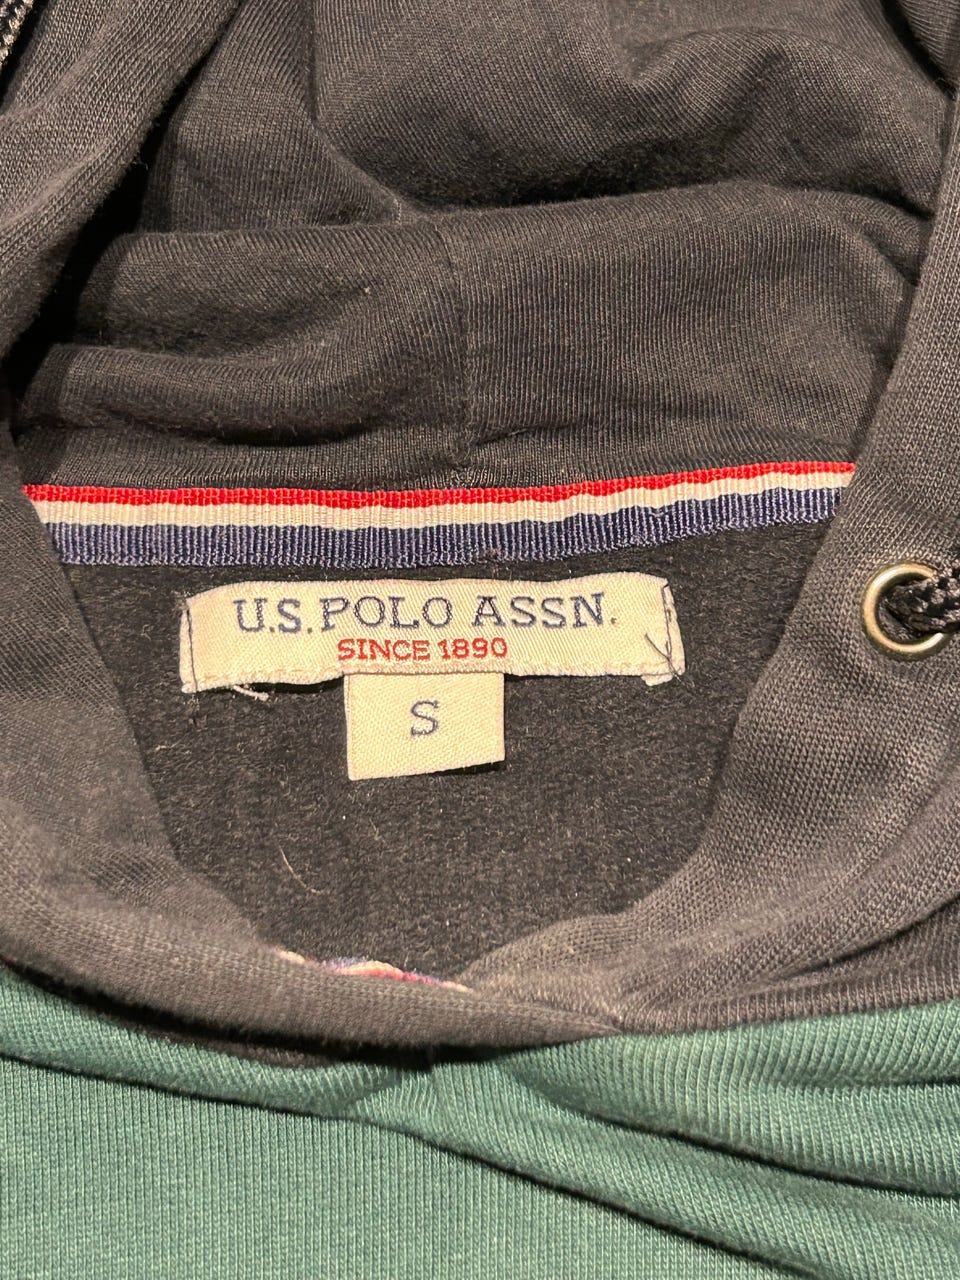 U.S. POLO ASSN.
SINCE 1890
S